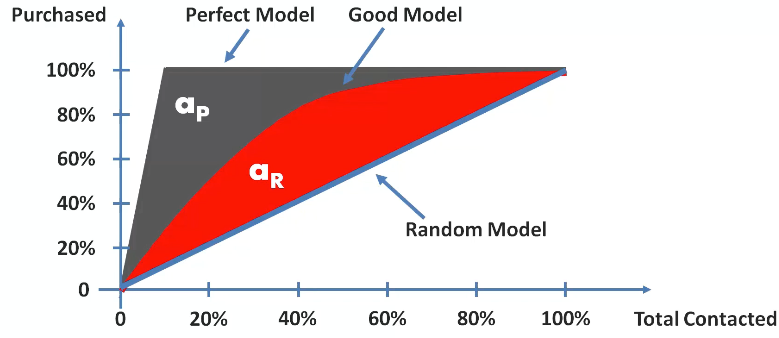 Purchased
Perfect Model
Good Model
100%
80%
60%
40%
20%
0
aP
aR
Random Model
0
20%
40%
60%
80%
100%
Total Contacted